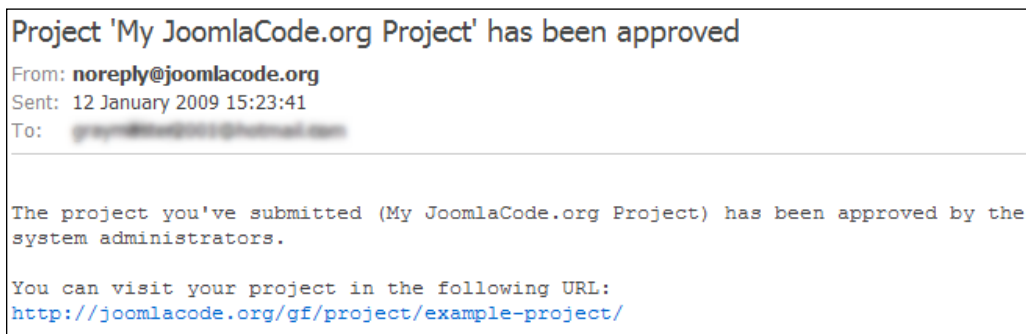 Project 'My JoomlaCode.org Project' has been approved
From: noreply@joomlacode.org
Sent: 12 January 2009 15:23:41
To:
The project you've submitted (My JoomlaCode.org Project) has been approved by the
system administrators.
You can visit your project in the following URL:
http://joomlacode.org/gf/project/example-project/